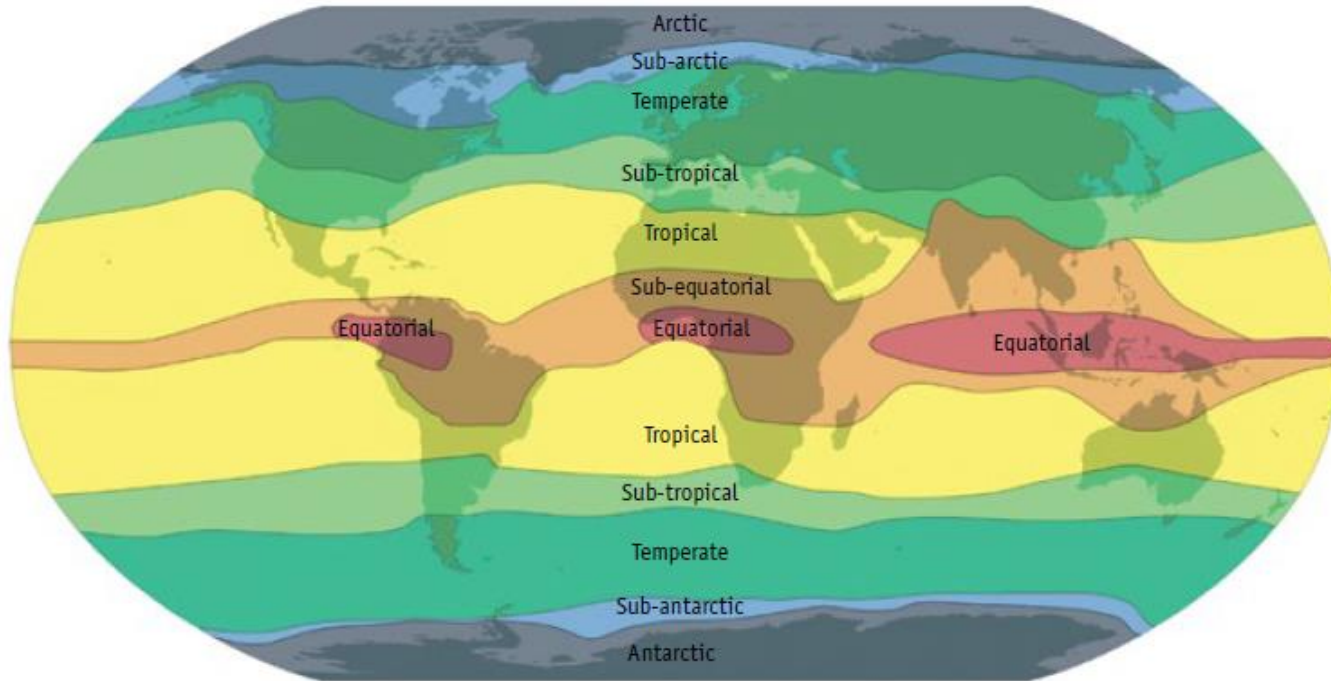 Arctic
Sub-arctic
Temperate
Sub-tropical
Tropical
Sub-equatorial
Equatorial
Equatorial
Equatorial
Tropical
Sub-tropical
Temperate
Sub-antarctic
Antarctic